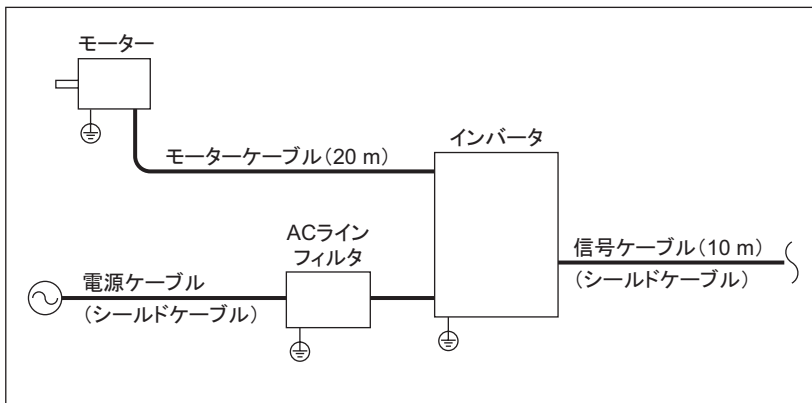 モーター
モーターケーブル(20 m)
インバータ
ACライン
フィルタ
電源ケーブル
(シールドケーブル)
信号ケーブル(10 m)
(シールドケーブル)